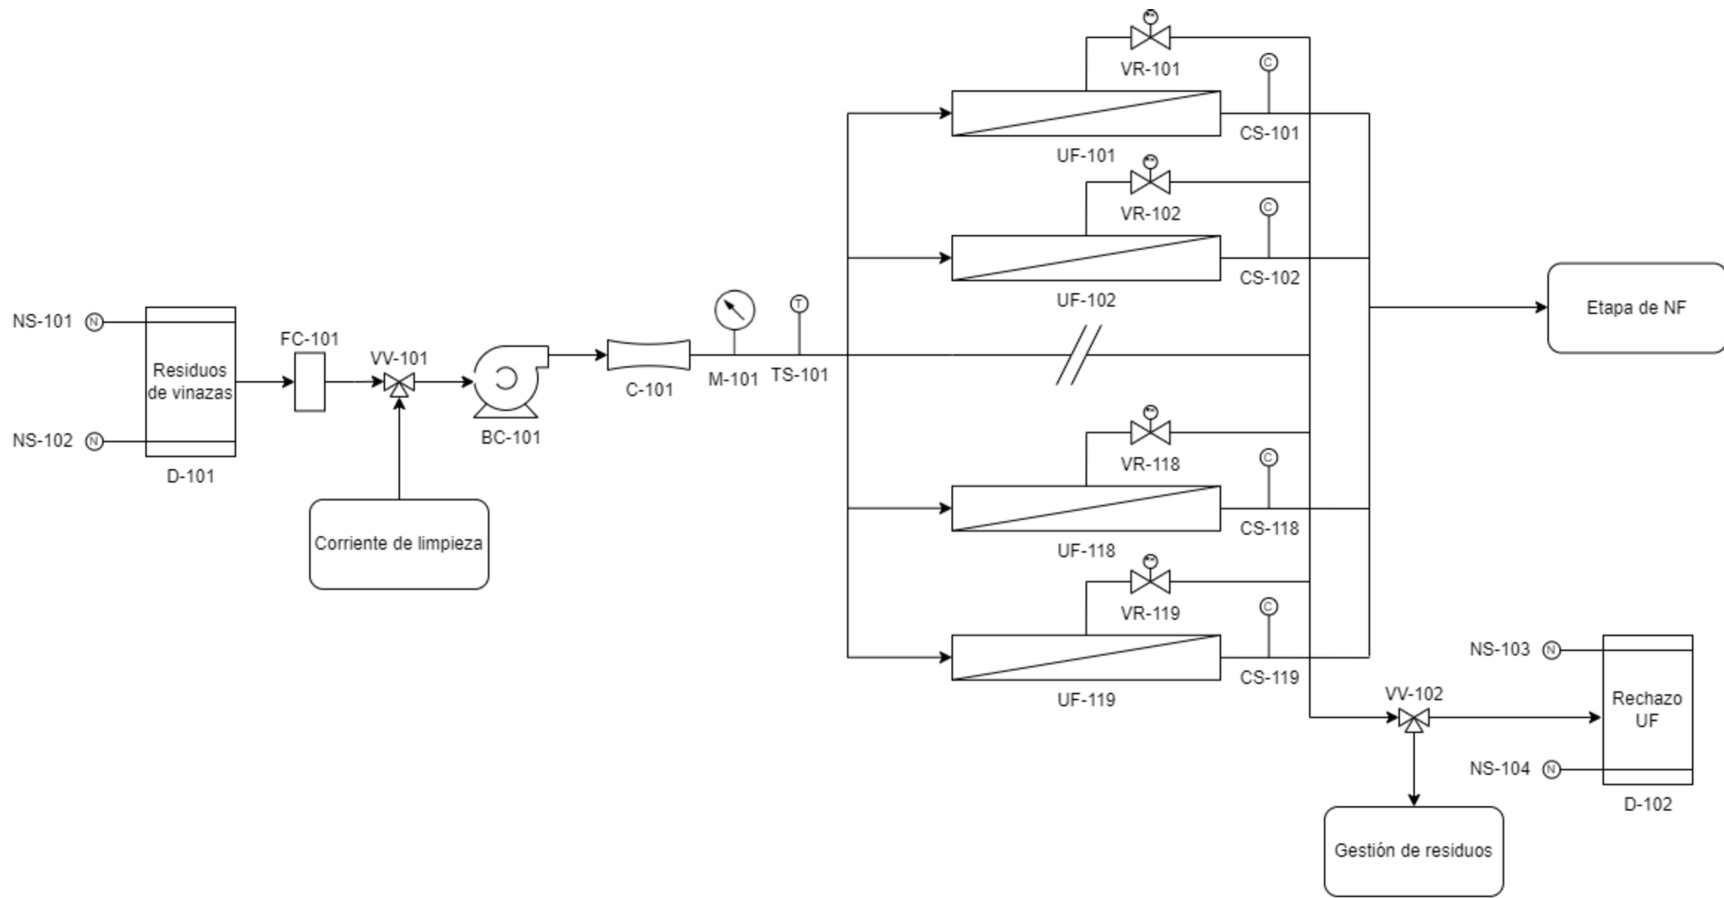 VR-101
C
CS-101
UF-101
VR-102
C
CS-102
UF-102
Etapa de NF
NS-101
N
Residuos
de vinazas
NS-102
N
D-101
FC-101
VV-101
Corriente de limpieza
BC-101
C-101
M-101
T
TS-101
VR-118
C
CS-118
UF-118
VR-119
C
CS-119
UF-119
VV-102
Gestión de residuos
NS-103
N
Rechazo
UF
NS-104
N
D-102